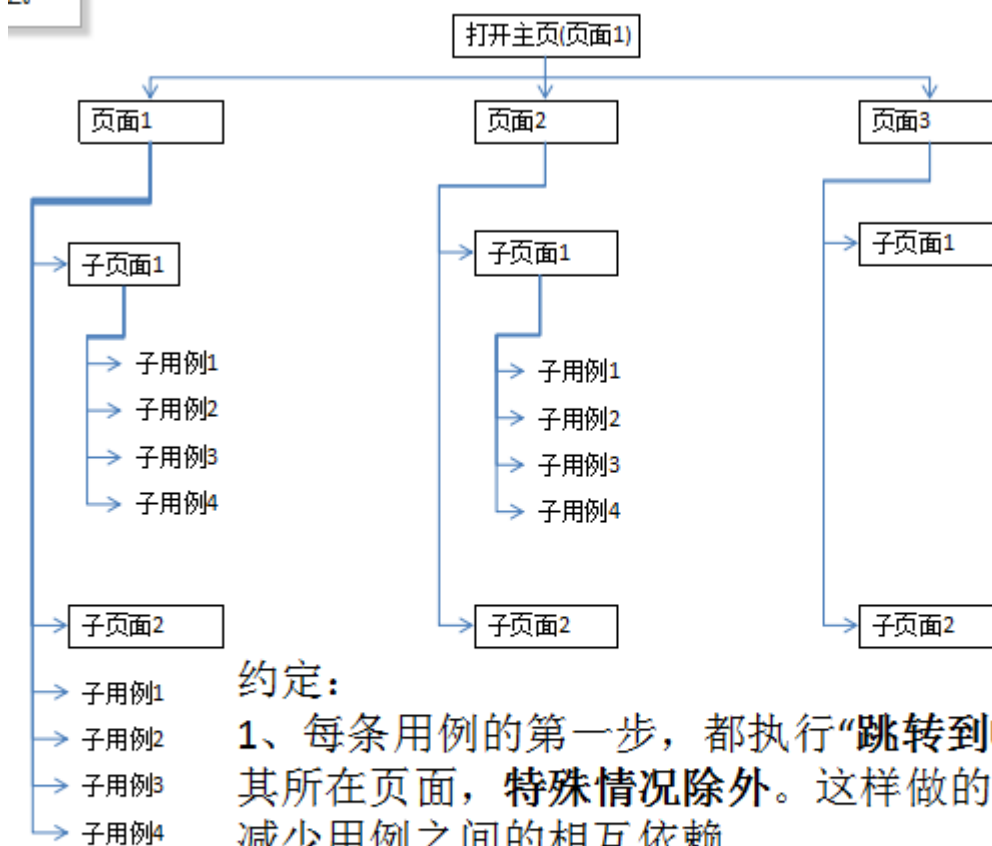 打开主页(页面1)
页面1
页面2
页面3
子页面1
子页面1
子页面1
子用例1
子用例2
子用例3
子用例4
子用例1
子用例2
子用例3
子用例4
子页面2
子页面2
子页面2
子用例1
子用例2
子用例3
子用例4
约定:
1、每条用例的第一步，都执行“跳转到
其所在页面，特殊情况除外。这样做的
减少用例之间的相互依赖